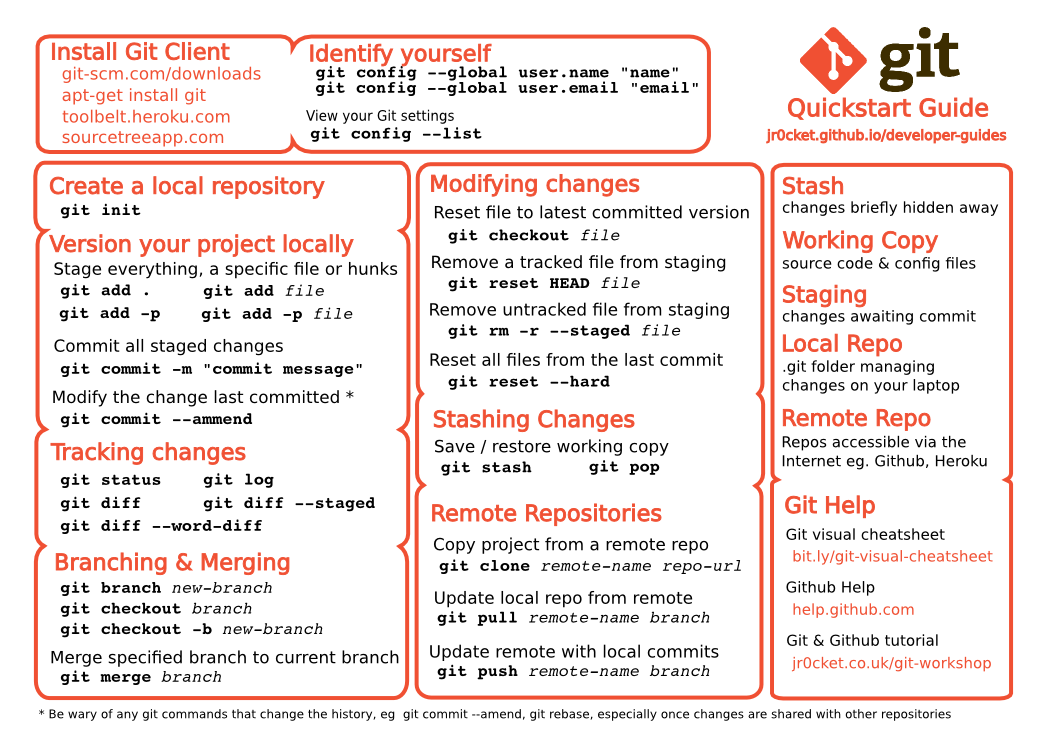 Install Git Client
git-scm.com/downloads
apt-get install git
toolbelt.heroku.com
sourcetreeapp.com
Identify yourself
git config --global user.name "name"
git config --global user.email "email"
View your Git settings
git config --list
git
Quickstart Guide
jr0cket.github.io/developer-guides
Create a local repository
git init
Version your project locally
Stage everything, a specific file or hunks
git add . git add file
git add -p git add -p file
Commit all staged changes
git commit -m "commit message"
Modify the change last committed *
git commit --ammend
Tracking changes
git status git log
git diff git diff --staged
git diff --word-diff
Branching & Merging
git branch new-branch
git checkout branch
git checkout -b new-branch
Merge specified branch to current branch
git merge branch
Modifying changes
Reset file to latest committed version
git checkout file
Remove a tracked file from staging
git reset HEAD file
Remove untracked file from staging
git rm -r --staged file
Reset all files from the last commit
git reset --hard
Stashing Changes
Save / restore working copy
git stash git pop
Remote Repositories
Copy project from a remote repo
git clone remote-name repo-url
Update local repo from remote
git pull remote-name branch
Update remote with local commits
git push remote-name branch
Stash
changes briefly hidden away
Working Copy
source code & config files
Staging
changes awaiting commit
Local Repo
.git folder managing
changes on your laptop
Remote Repo
Repos accessible via the
Internet eg. Github, Heroku
Git Help
Git visual cheatsheet
bit.ly/git-visual-cheatsheet
Github Help
help.github.com
Git & Github tutorial
jr0cket.co.uk/git-workshop
* Be wary of any git commands that change the history, eg  git commit --amend, git rebase, especially once changes are shared with other repositories